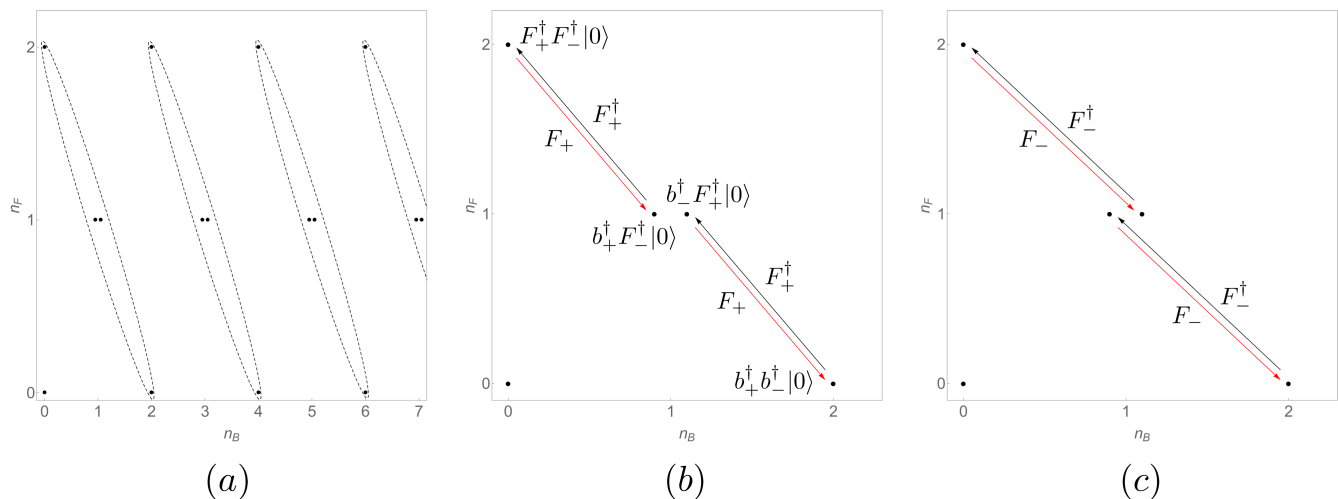 2
1
0
n_F
0 1 2 3 4 5 6 7
n_B
(a)
2
1
0
n_F
F_+^† F_-^† |0⟩
F_+^†
F_+
b_-^† F_+^† |0⟩
b_+^† F_-^† |0⟩
F_+^†
F_+
b_+^† b_-^† |0⟩
0 1 2
n_B
(b)
2
1
0
n_F
F_-^†
F_-
F_-^†
F_-
0 1 2
n_B
(c)